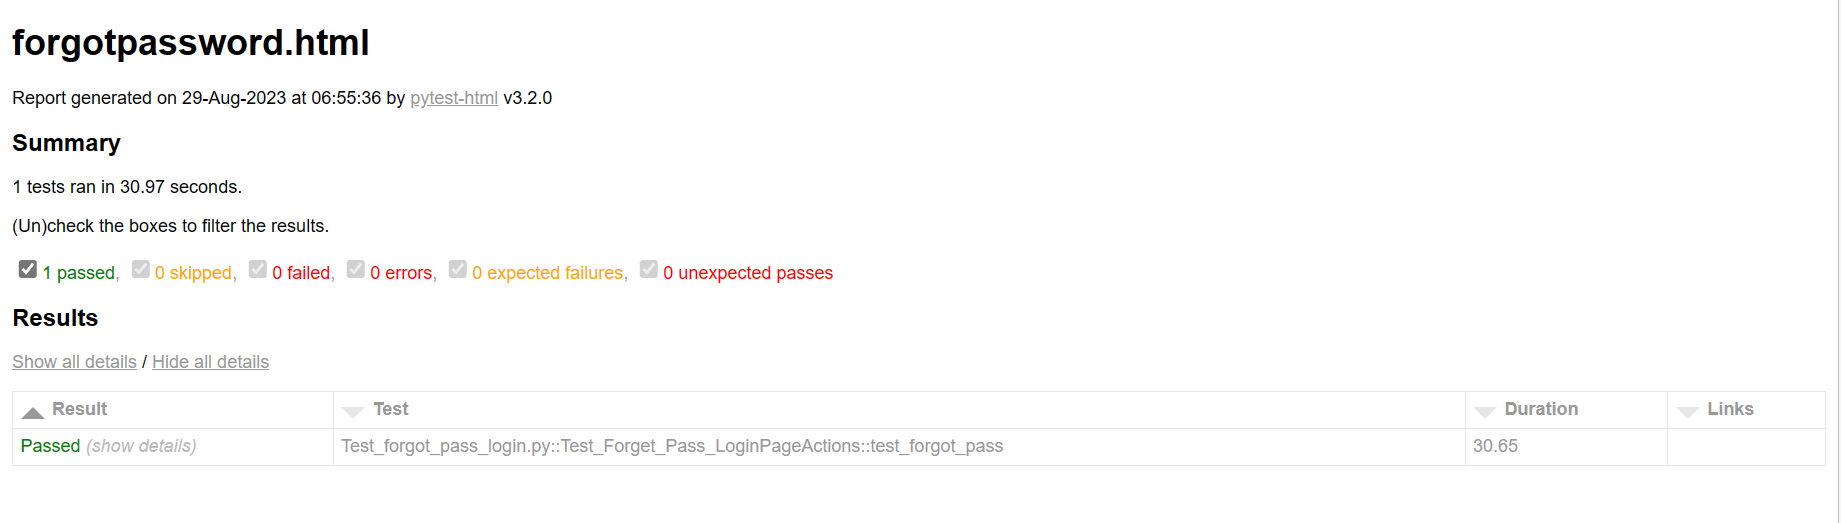 forgotpassword.html
Report generated on 29-Aug-2023 at 06:55:36 by pytest-html v3.2.0
Summary
1 tests ran in 30.97 seconds.
(Un)check the boxes to filter the results.
1 passed, 0 skipped, 0 failed, 0 errors, 0 expected failures, 0 unexpected passes
Results
Show all details / Hide all details
Result Test Duration Links
Passed (show details) Test_forgot_pass_login.py::Test_Forget_Pass_LoginPageActions::test_forgot_pass 30.65